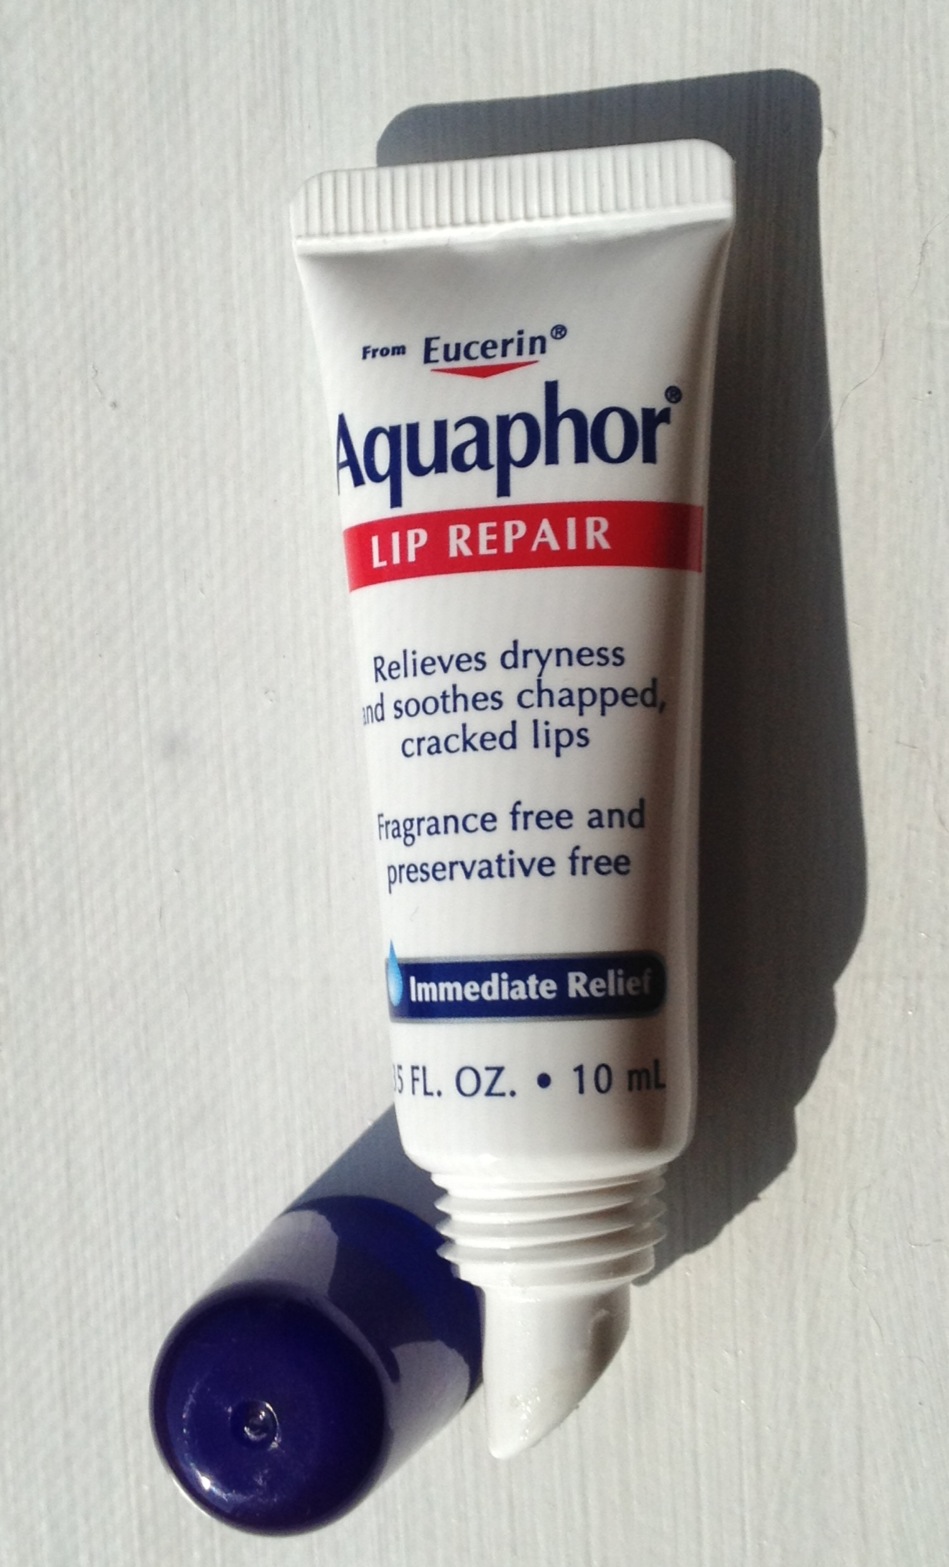 From Eucerin®
Aquaphor®
LIP REPAIR
Relieves dryness
and soothes chapped,
cracked lips
Fragrance free and
preservative free
Immediate Relief
35 FL. OZ. • 10 mL